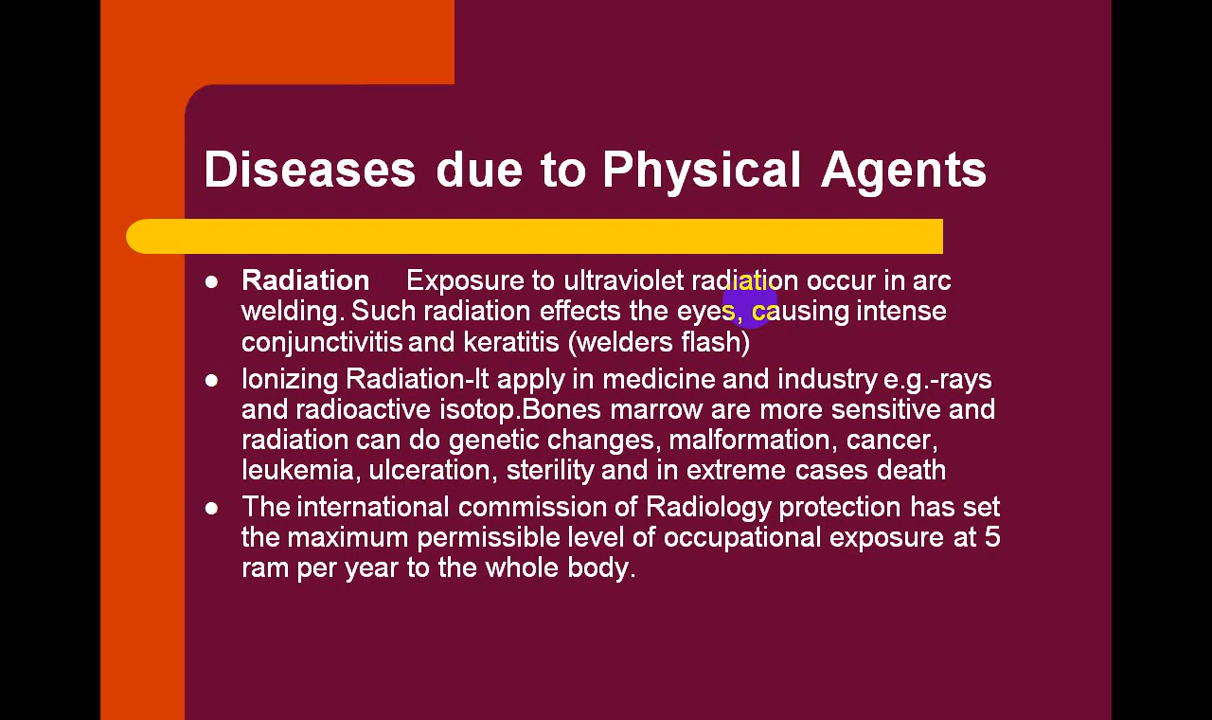 Diseases due to Physical Agents
Radiation Exposure to ultraviolet radiation occur in arc
welding. Such radiation effects the eyes, causing intense
conjunctivitis and keratitis (welders flash)
Ionizing Radiation-It apply in medicine and industry e.g.-rays
and radioactive isotop.Bones marrow are more sensitive and
radiation can do genetic changes, malformation, cancer,
leukemia, ulceration, sterility and in extreme cases death
The international commission of Radiology protection has set
the maximum permissible level of occupational exposure at 5
ram per year to the whole body.